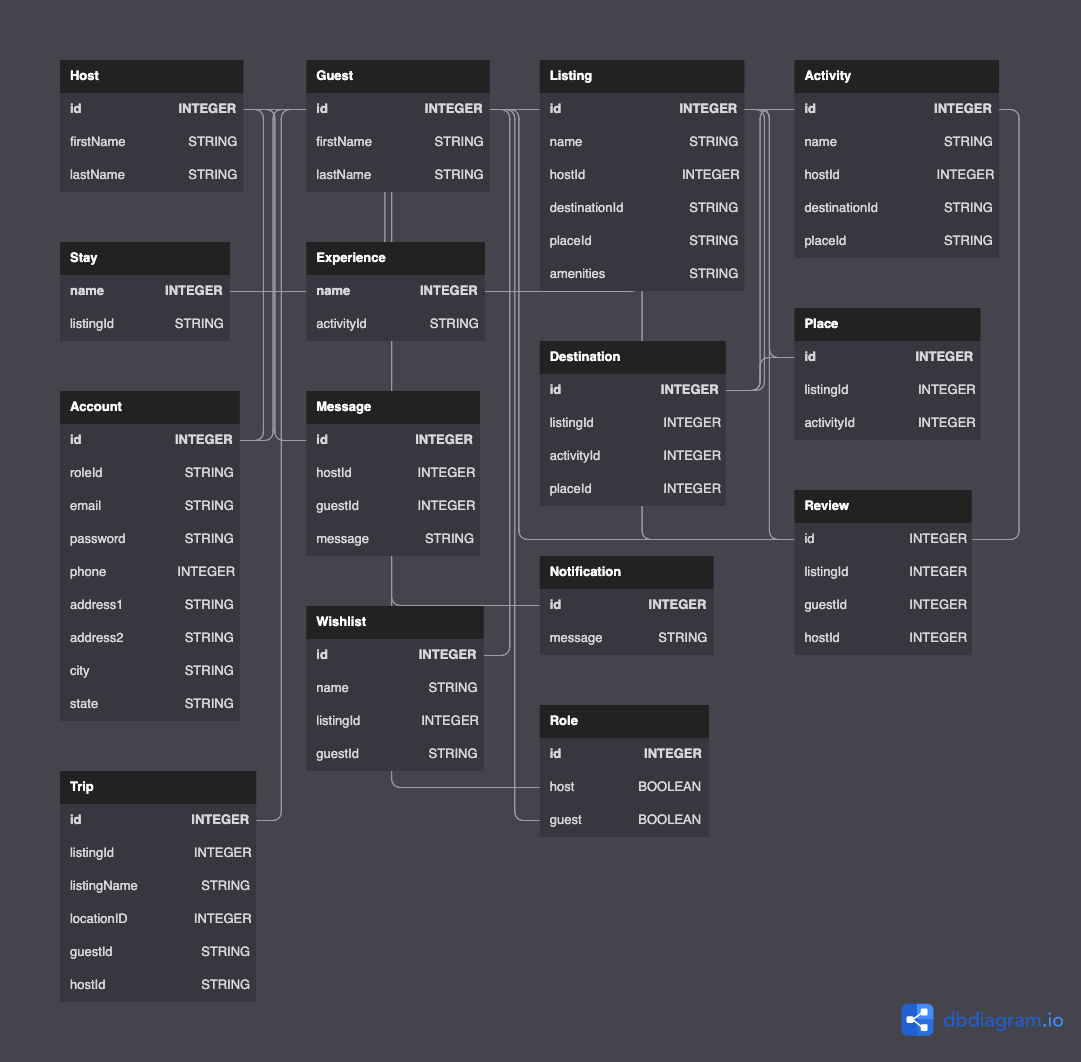 Host
id INTEGER
firstName STRING
lastName STRING
Guest
id INTEGER
firstName STRING
lastName STRING
Listing
id INTEGER
name STRING
hostId INTEGER
destinationId STRING
placeId STRING
amenities STRING
Activity
id INTEGER
name STRING
hostId INTEGER
destinationId STRING
placeId STRING
Stay
name INTEGER
listingId STRING
Experience
name INTEGER
activityId STRING
Place
id INTEGER
listingId INTEGER
activityId INTEGER
Destination
id INTEGER
listingId INTEGER
activityId INTEGER
placeId INTEGER
Account
id INTEGER
roleId STRING
email STRING
password STRING
phone INTEGER
address1 STRING
address2 STRING
city STRING
state STRING
Message
id INTEGER
hostId INTEGER
guestId INTEGER
message STRING
Review
id INTEGER
listingId INTEGER
guestId INTEGER
hostId INTEGER
Notification
id INTEGER
message STRING
Wishlist
id INTEGER
name STRING
listingId INTEGER
guestId STRING
Role
id INTEGER
host BOOLEAN
guest BOOLEAN
Trip
id INTEGER
listingId INTEGER
listingName STRING
locationID INTEGER
guestId STRING
hostId STRING
dbdiagram.io